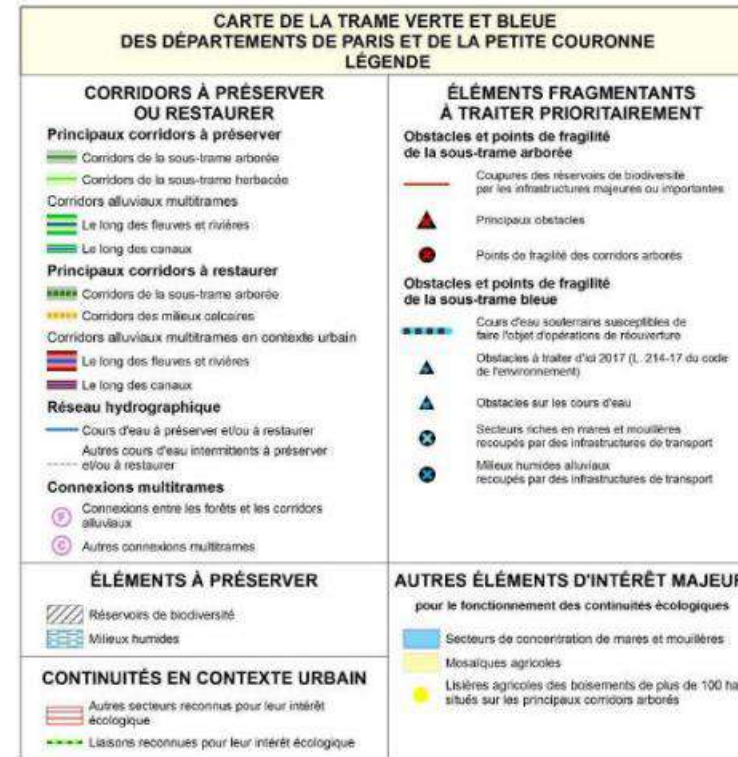 CARTE DE LA TRAME VERTE ET BLEUE
DES DÉPARTEMENTS DE PARIS ET DE LA PETITE COURONNE
LÉGENDE
CORRIDORS À PRÉSERVER
OU RESTAURER
Principaux corridors à préserver
Corridors de la sous-trame arborée
Corridors de la sous-trame herbacée
Corridors alluviaux multitrames
Le long des fleuves et rivières
Le long des canaux
Principaux corridors à restaurer
Corridors de la sous-trame arborée
Corridors des milieux calcaires
Corridors alluviaux multitrames en contexte urbain
Le long des fleuves et rivières
Le long des canaux
Réseau hydrographique
Cours d'eau à préserver et/ou à restaurer
Autres cours d'eau intermittents à préserver
et/ou à restaurer
Connexions multitrames
F
Connexions entre les forêts et les corridors
alluviaux
C
Autres connexions multitrames
ÉLÉMENTS FRAGMENTANTS
À TRAITER PRIORITAIREMENT
Obstacles et points de fragilité
de la sous-trame arborée
Coupures des réservoirs de biodiversité
par les infrastructures majeures ou importantes
Principaux obstacles
Points de fragilité des corridors arborés
Obstacles et points de fragilité
de la sous-trame bleue
Cours d'eau souterrains susceptibles de
faire l'objet d'opérations de réouverture
Obstacles à traiter d'ici 2017 (L. 214-17 du code
de l'environnement)
Obstacles sur les cours d'eau
Secteurs riches en mares et mouillères
recoupés par des infrastructures de transport
Milieux humides alluviaux
recoupés par des infrastructures de transport
ÉLÉMENTS À PRÉSERVER
Réservoirs de biodiversité
Milieux humides
CONTINUITÉS EN CONTEXTE URBAIN
Autres secteurs reconnus pour leur intérêt
écologique
Liaisons reconnues pour leur intérêt écologique
AUTRES ÉLÉMENTS D'INTÉRÊT MAJEUR
pour le fonctionnement des continuités écologiques
Secteurs de concentration de mares et mouillères
Mosaïques agricoles
Lisières agricoles des boisements de plus de 100 ha
situés sur les principaux corridors arborés